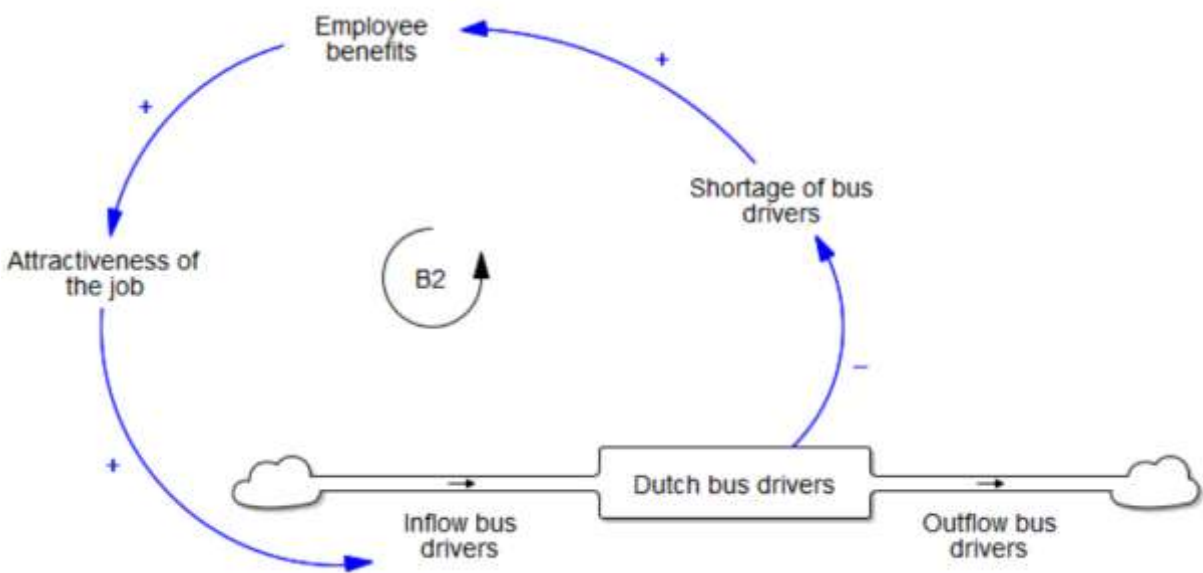 Employee
benefits
+
+
Shortage of bus
drivers
Attractiveness of
the job
B2
–
+
Dutch bus drivers
Inflow bus
drivers
Outflow bus
drivers